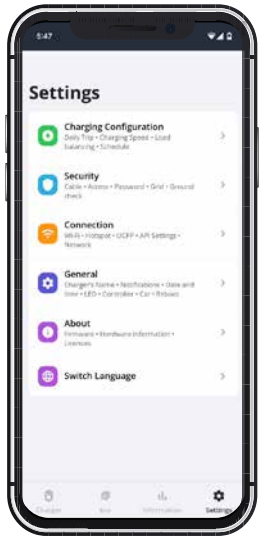 5:47
Settings
Charging Configuration
Daily Trip • Charging Speed • Load
balancing • Schedule
Security
Cable • Access • Password • Grid • Ground
check
Connection
Wi-Fi • Hotspot • OCPP • API Settings •
Network
General
Charger's Name • Notifications • Date and
time • LED • Controller • Car •
About
Firmware • Hardware Information •
Licenses
Switch Language
Charger
Information
Settings